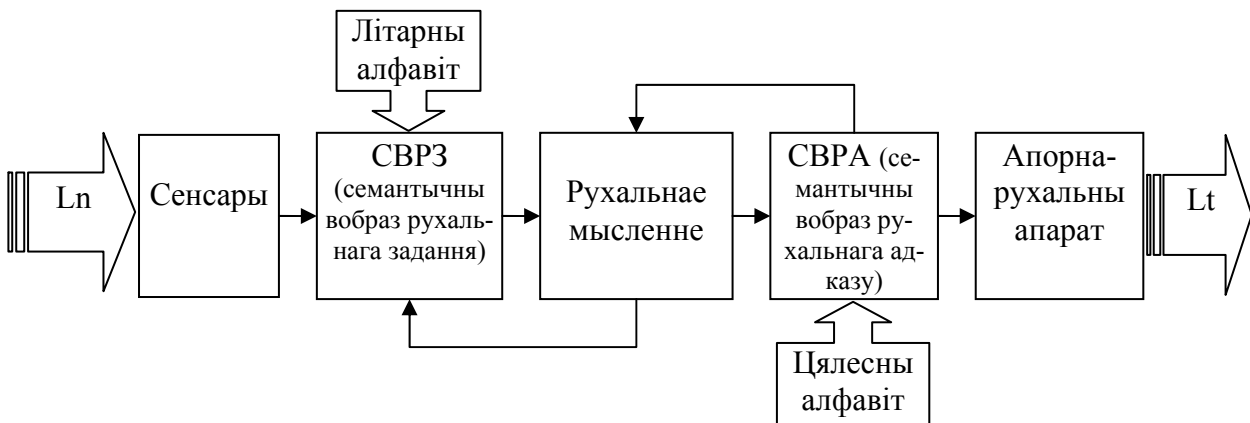 Літарны
алфавіт
Ln
Сенсары
СВРЗ
(семантычны
вобраз рухаль-
нага задання)
Рухальнае
мысленне
СВРА (се-
мантычны
вобраз ру-
хальнага ад-
казу)
Апорна-
рухальны
апарат
Lt
Цялесны
алфавіт